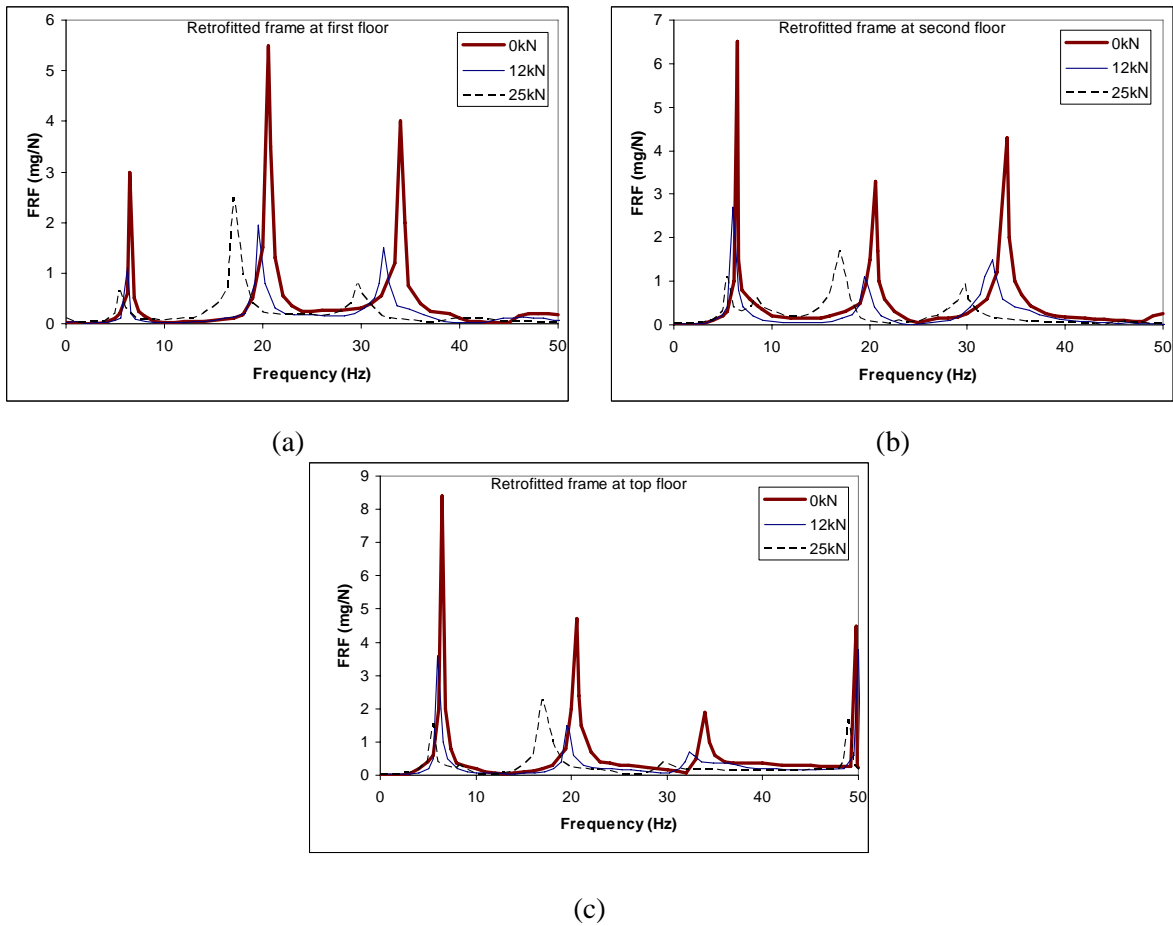 Retrofitted frame at first floor
6
5
4
3
2
1
0
FRF (mg/N)
0 10 20 30 40 50
Frequency (Hz)
0kN
12kN
25kN
(a)
Retrofitted frame at second floor
7
6
5
4
3
2
1
0
FRF (mg/N)
0 10 20 30 40 50
Frequency (Hz)
0kN
12kN
25kN
(b)
Retrofitted frame at top floor
9
8
7
6
5
4
3
2
1
0
FRF (mg/N)
0 10 20 30 40 50
Frequency (Hz)
0kN
12kN
25kN
(c)